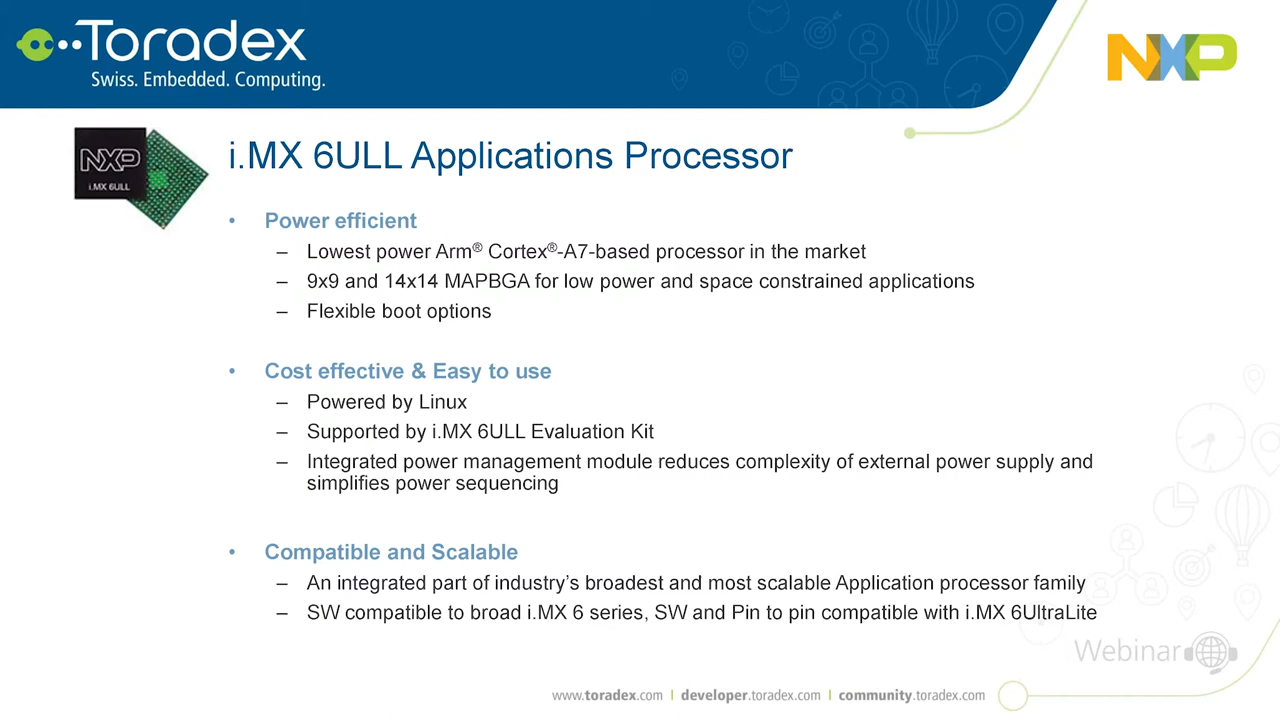 Toradex
Swiss. Embedded. Computing.
NXP
NXP
i.MX 6ULL
i.MX 6ULL Applications Processor
• Power efficient
– Lowest power Arm® Cortex®-A7-based processor in the market
– 9x9 and 14x14 MAPBGA for low power and space constrained applications
– Flexible boot options
• Cost effective & Easy to use
– Powered by Linux
– Supported by i.MX 6ULL Evaluation Kit
– Integrated power management module reduces complexity of external power supply and
simplifies power sequencing
• Compatible and Scalable
– An integrated part of industry’s broadest and most scalable Application processor family
– SW compatible to broad i.MX 6 series, SW and Pin to pin compatible with i.MX 6UltraLite
Webinar
www.toradex.com | developer.toradex.com | community.toradex.com